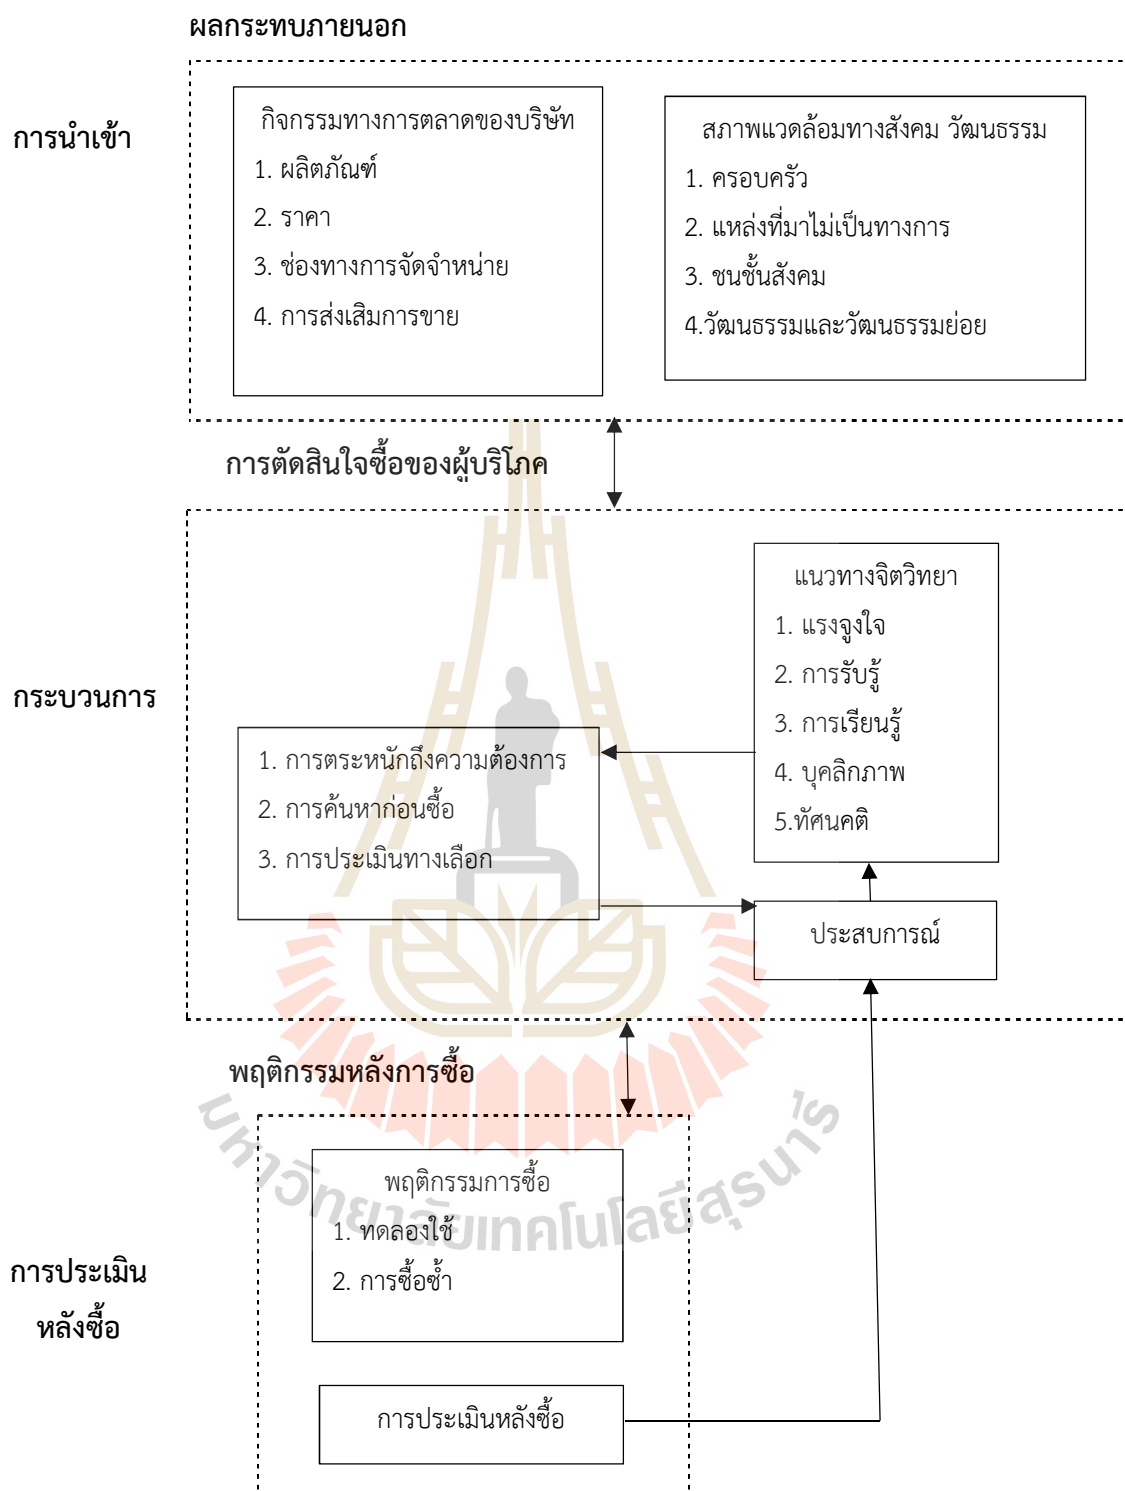 ผลกระทบภายนอก
การนำเข้า
กิจกรรมทางการตลาดของบริษัท
1. ผลิตภัณฑ์
2. ราคา
3. ช่องทางการจัดจำหน่าย
4. การส่งเสิมการขาย
สภาพแวดล้อมทางสังคม วัฒนธรรม
1. ครอบครัว
2. แหล่งที่มาไม่เป็นทางการ
3. ชนชั้นสังคม
4.วัฒนธรรมและวัฒนธรรมย่อย
การตัดสินใจซื้อของผู้บริโภค
กระบวนการ
แนวทางจิตวิทยา
1. แรงจูงใจ
2. การรับรู้
3. การเรียนรู้
4. บุคลิกภาพ
5.ทัศนคติ
1. การตระหนักถึงความต้องการ
2. การค้นหาก่อนซื้อ
3. การประเมินทางเลือก
ประสบการณ์
พฤติกรรมหลังการซื้อ
มหาวิทยาลัยเทคโนโลยีสุรนารี
การประเมิน
หลังซื้อ
พฤติกรรมการซื้อ
1. ทดลองใช้
2. การซื้อซ้ำ
การประเมินหลังซื้อ